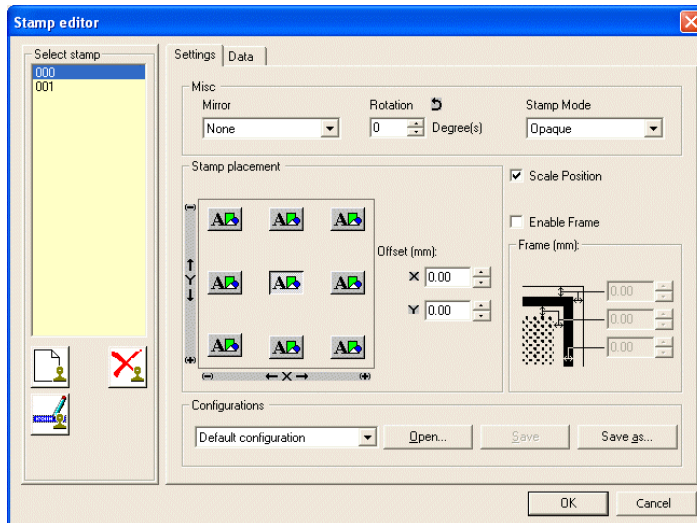 Stamp editor
Select stamp
000
001
Settings
Data
Misc
Mirror
Rotation
Stamp Mode
None
0
Degree(s)
Opaque
Stamp placement
Scale Position
Enable Frame
(-)
A A A
Offset (mm):
Frame (mm):
Y
A A A
X 0.00
0.00
Y 0.00
0.00
0.00
A A A
(+)
(-) ←X→ (+)
Configurations
Default configuration
Open...
Save
Save as...
OK
Cancel